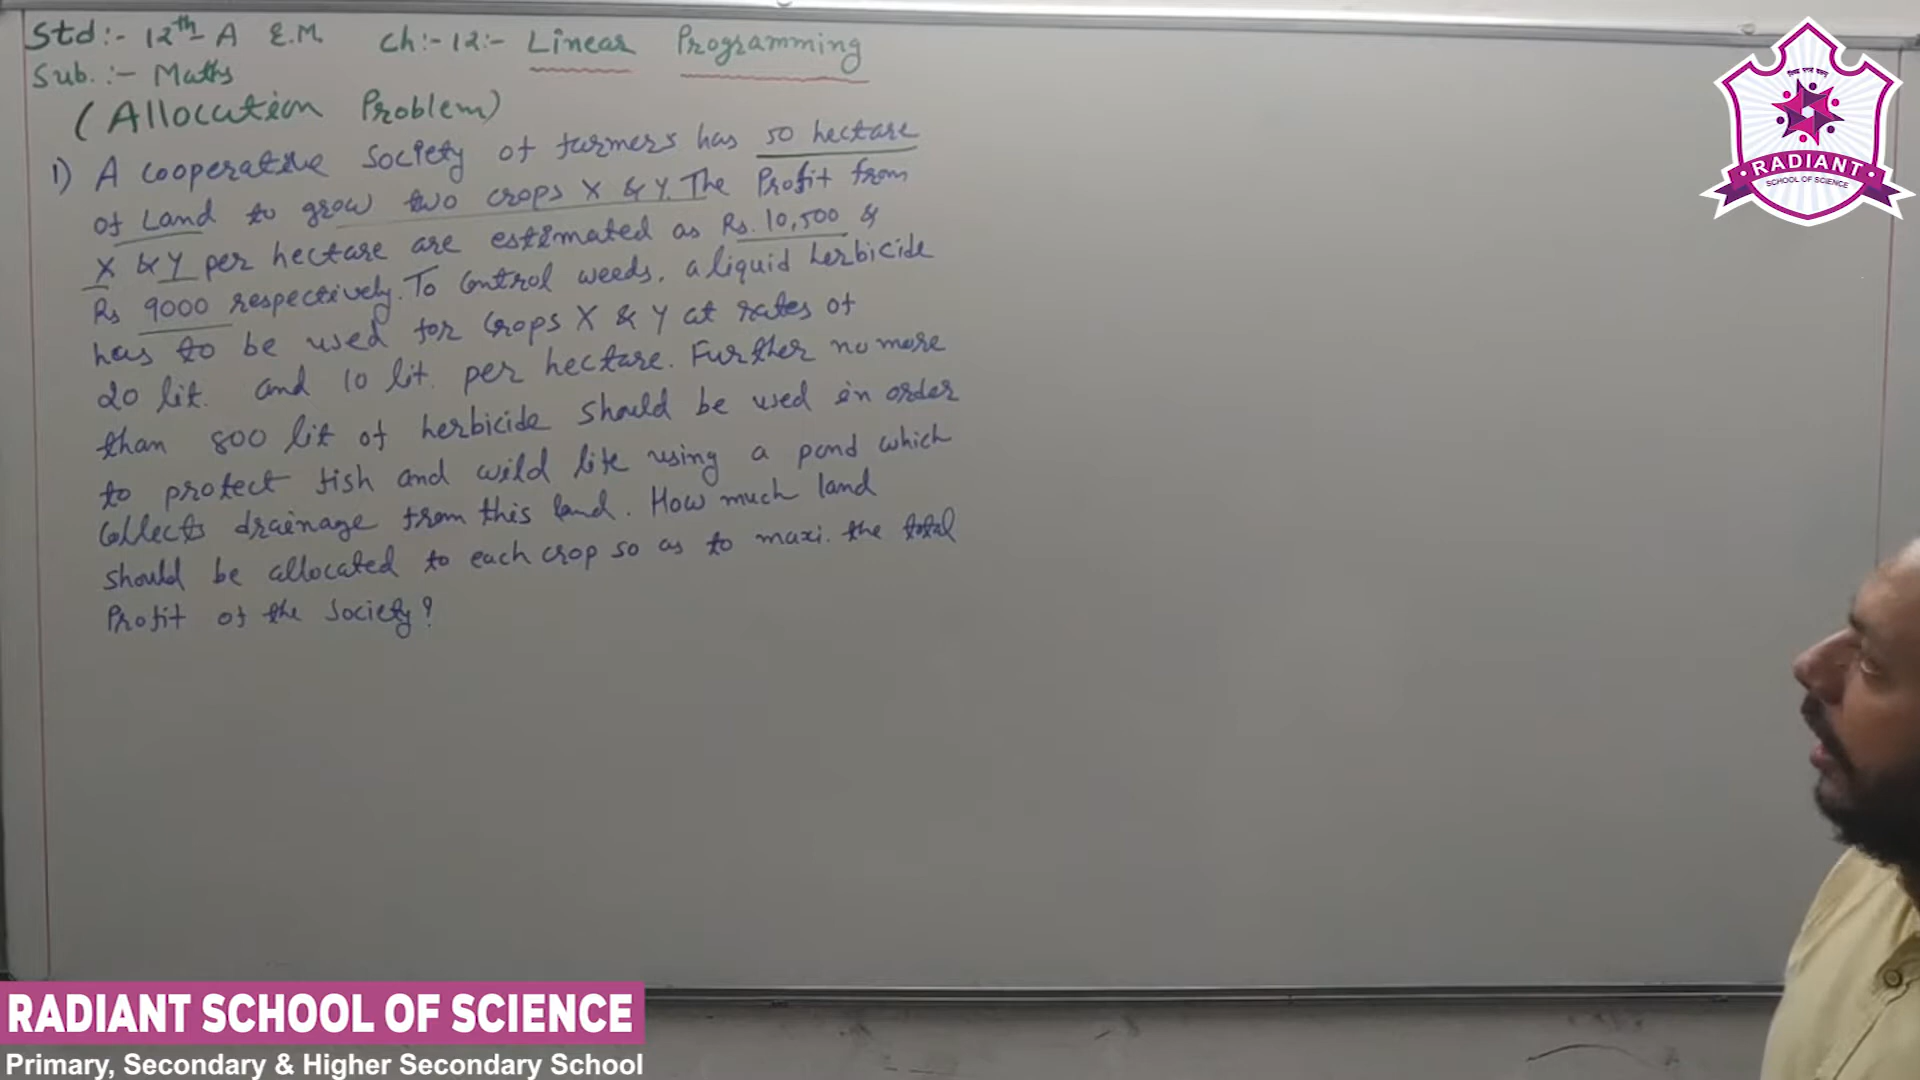 Std:- 12th- A E.M. Ch:-12:- Linear Programming
Sub.:- Maths
(Allocation Problem)
1) A cooperative society of farmers has 50 hectare
of Land to grow two crops X & Y. The Profit from
X & Y per hectare are estimated as Rs. 10,500 &
Rs 9000 respectively. To control weeds, a liquid herbicide
has to be used for crops X & Y at rates of
20 lit. and 10 lit. per hectare. Further no more
than 800 lit of herbicide should be used in order
to protect fish and wild life using a pond which
collects drainage from this land. How much land
should be allocated to each crop so as to maxi. the total
Profit of the Society?
RADIANT
SCHOOL OF SCIENCE
RADIANT SCHOOL OF SCIENCE
Primary, Secondary & Higher Secondary School